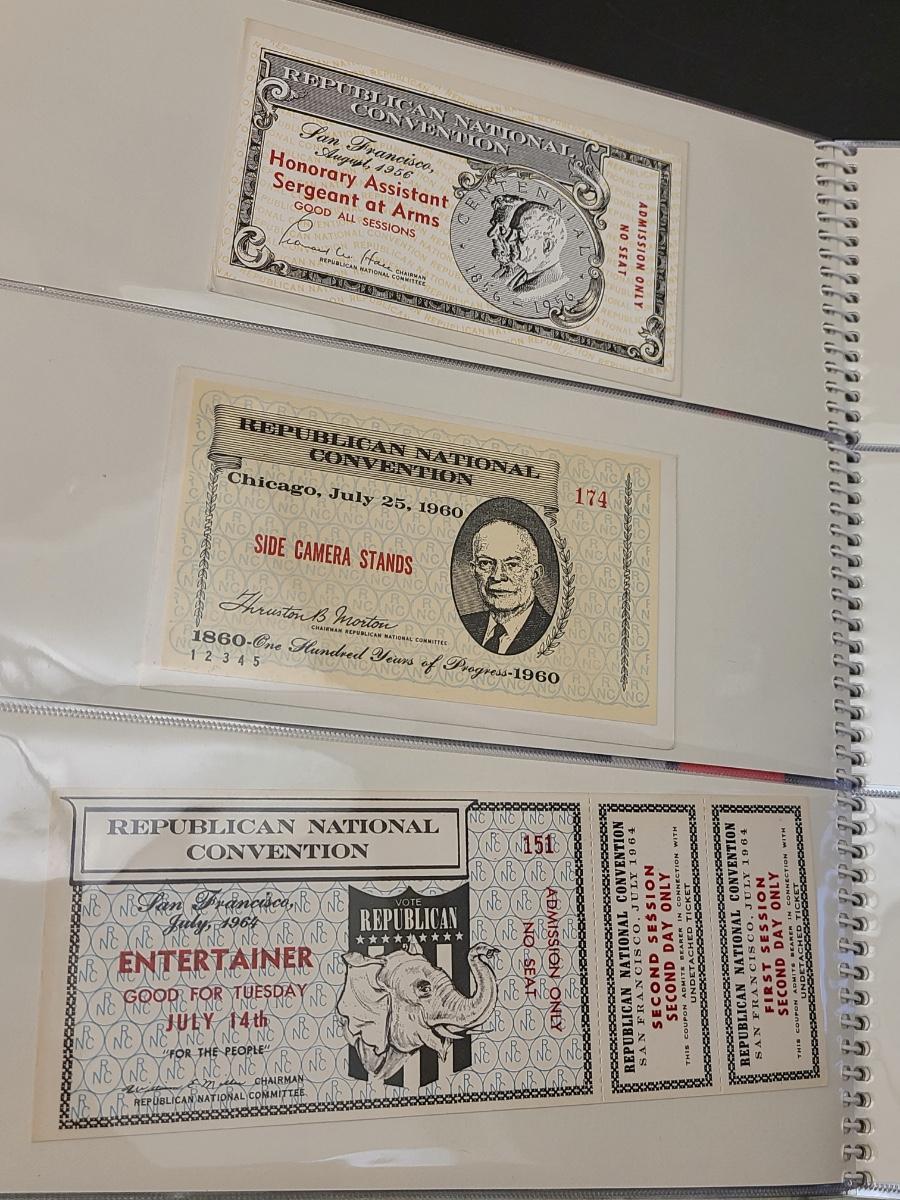 REPUBLICAN NATIONAL
CONVENTION
San Francisco,
August, 1956
Honorary Assistant
Sergeant at Arms
GOOD ALL SESSIONS
CHAIRMAN
REPUBLICAN NATIONAL COMMITTEE
CENTENNIAL
1856 – 1956
ADMISSION ONLY
NO SEAT
REPUBLICAN NATIONAL
CONVENTION
Chicago, July 25, 1960
174
SIDE CAMERA STANDS
Thruston B Morton
CHAIRMAN REPUBLICAN NATIONAL COMMITTEE
1860-One Hundred Years of Progress-1960
1 2 3 4 5
REPUBLICAN NATIONAL
CONVENTION
San Francisco,
July, 1964
ENTERTAINER
GOOD FOR TUESDAY
JULY 14th
"FOR THE PEOPLE"
CHAIRMAN
REPUBLICAN NATIONAL COMMITTEE
VOTE
REPUBLICAN
151
ADMISSION ONLY
NO SEAT
REPUBLICAN NATIONAL CONVENTION
SAN FRANCISCO, JULY 1964
SECOND SESSION
SECOND DAY ONLY
THIS COUPON ADMITS BEARER IN CONNECTION WITH
UNDETACHED TICKET
REPUBLICAN NATIONAL CONVENTION
SAN FRANCISCO, JULY 1964
FIRST SESSION
SECOND DAY ONLY
THIS COUPON ADMITS BEARER IN CONNECTION WITH
UNDETACHED TICKET